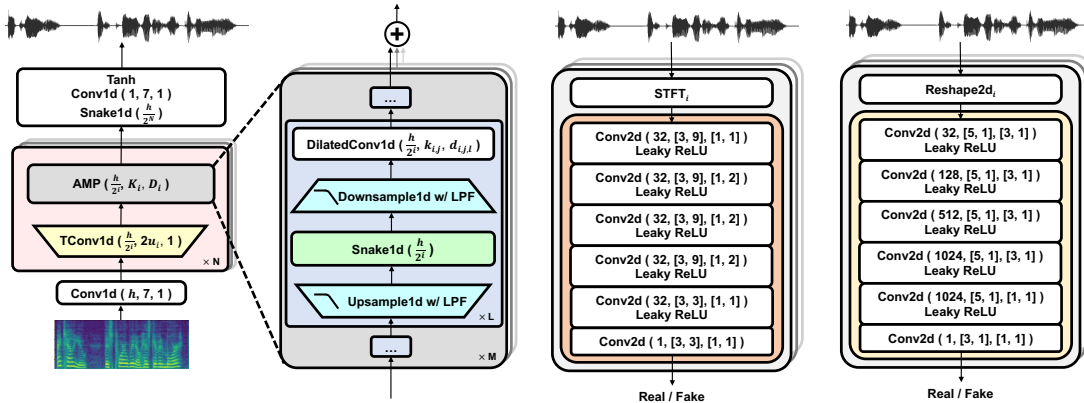 Tanh
Conv1d ( 1, 7, 1 )
Snake1d ( h/2^N )
AMP ( h/2^i, K_i, D_i )
TConv1d ( h/2^i, 2u_i, 1 )
× N
Conv1d ( h, 7, 1 )
+
...
DilatedConv1d ( h/2^i, k_{i,j}, d_{i,j,l} )
Downsample1d w/ LPF
Snake1d ( h/2^i )
Upsample1d w/ LPF
× L
...
× M
STFT_i
Conv2d ( 32, [3, 9], [1, 1] )
Leaky ReLU
Conv2d ( 32, [3, 9], [1, 2] )
Leaky ReLU
Conv2d ( 32, [3, 9], [1, 2] )
Leaky ReLU
Conv2d ( 32, [3, 9], [1, 2] )
Leaky ReLU
Conv2d ( 32, [3, 3], [1, 1] )
Leaky ReLU
Conv2d ( 1, [3, 3], [1, 1] )
Real / Fake
Reshape2d_i
Conv2d ( 32, [5, 1], [3, 1] )
Leaky ReLU
Conv2d ( 128, [5, 1], [3, 1] )
Leaky ReLU
Conv2d ( 512, [5, 1], [3, 1] )
Leaky ReLU
Conv2d ( 1024, [5, 1], [3, 1] )
Leaky ReLU
Conv2d ( 1024, [5, 1], [1, 1] )
Leaky ReLU
Conv2d ( 1, [3, 1], [1, 1] )
Real / Fake